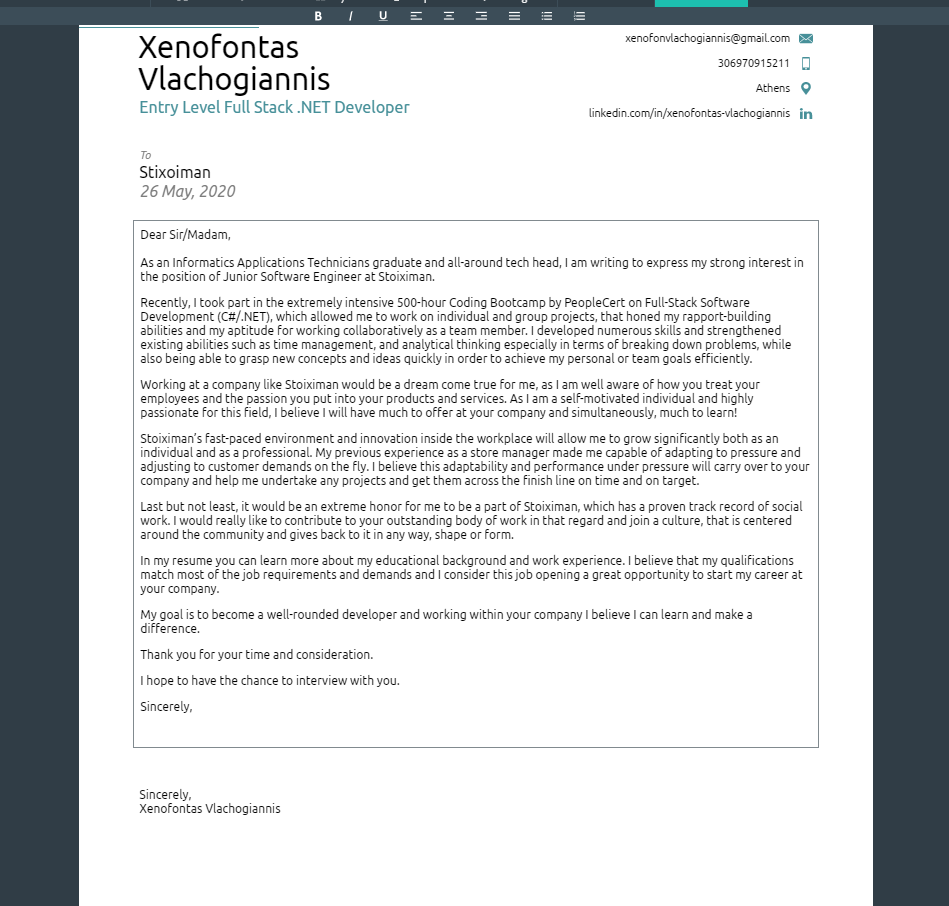 B I U
Xenofontas
Vlachogiannis
Entry Level Full Stack .NET Developer
xenofonvlachogiannis@gmail.com
306970915211
Athens
linkedin.com/in/xenofontas-vlachogiannis
To
Stixoiman
26 May, 2020
Dear Sir/Madam,
As an Informatics Applications Technicians graduate and all-around tech head, I am writing to express my strong interest in
the position of Junior Software Engineer at Stoiximan.
Recently, I took part in the extremely intensive 500-hour Coding Bootcamp by PeopleCert on Full-Stack Software
Development (C#/.NET), which allowed me to work on individual and group projects, that honed my rapport-building
abilities and my aptitude for working collaboratively as a team member. I developed numerous skills and strengthened
existing abilities such as time management, and analytical thinking especially in terms of breaking down problems, while
also being able to grasp new concepts and ideas quickly in order to achieve my personal or team goals efficiently.
Working at a company like Stoiximan would be a dream come true for me, as I am well aware of how you treat your
employees and the passion you put into your products and services. As I am a self-motivated individual and highly
passionate for this field, I believe I will have much to offer at your company and simultaneously, much to learn!
Stoiximan’s fast-paced environment and innovation inside the workplace will allow me to grow significantly both as an
individual and as a professional. My previous experience as a store manager made me capable of adapting to pressure and
adjusting to customer demands on the fly. I believe this adaptability and performance under pressure will carry over to your
company and help me undertake any projects and get them across the finish line on time and on target.
Last but not least, it would be an extreme honor for me to be a part of Stoiximan, which has a proven track record of social
work. I would really like to contribute to your outstanding body of work in that regard and join a culture, that is centered
around the community and gives back to it in any way, shape or form.
In my resume you can learn more about my educational background and work experience. I believe that my qualifications
match most of the job requirements and demands and I consider this job opening a great opportunity to start my career at
your company.
My goal is to become a well-rounded developer and working within your company I believe I can learn and make a
difference.
Thank you for your time and consideration.
I hope to have the chance to interview with you.
Sincerely,
Sincerely,
Xenofontas Vlachogiannis